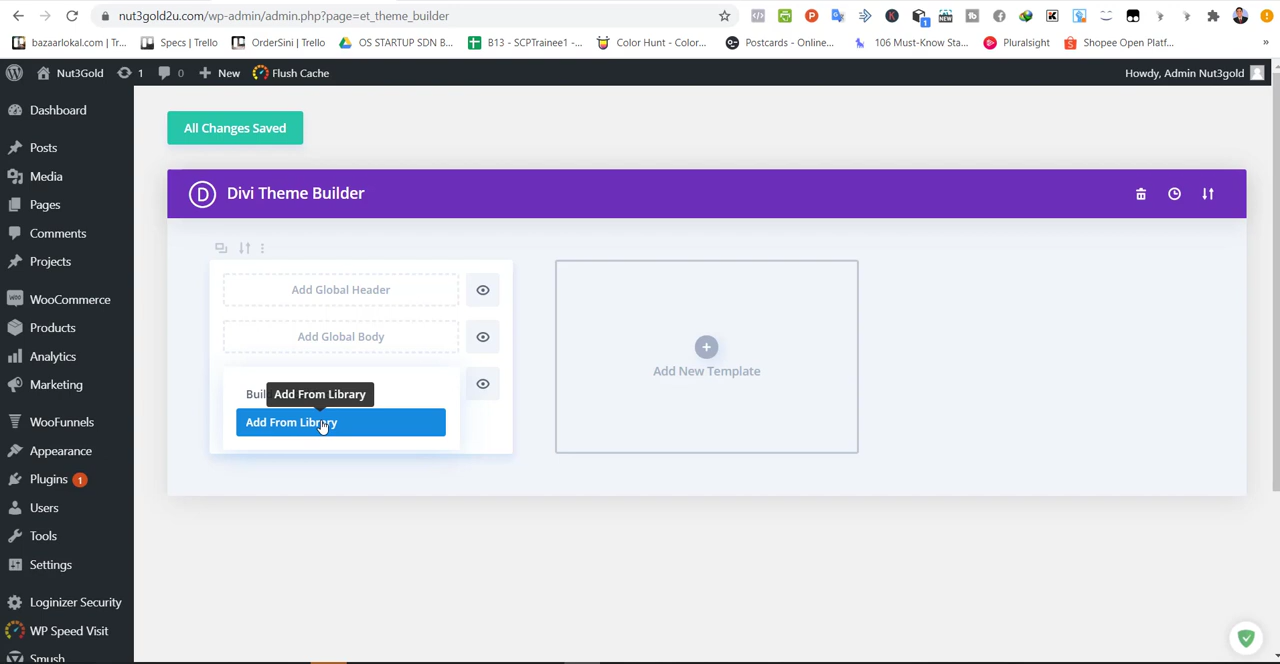 nut3gold2u.com/wp-admin/admin.php?page=et_theme_builder
bazaarlokal.com | Tr... Specs | Trello OrderSini | Trello OS STARTUP SDN B... B13 - SCPTrainee1 -... Color Hunt - Color... Postcards - Online... 106 Must-Know Sta... Pluralsight Shopee Open Platf... »
Nut3Gold 1 0 New Flush Cache Howdy, Admin Nut3gold
Dashboard
Posts
Media
Pages
Comments
Projects
WooCommerce
Products
Analytics
Marketing
WooFunnels
Appearance
Plugins 1
Users
Tools
Settings
Loginizer Security
WP Speed Visit
Smush
All Changes Saved
Divi Theme Builder
Add Global Header
Add Global Body
Add From Library
Add From Library
Add New Template